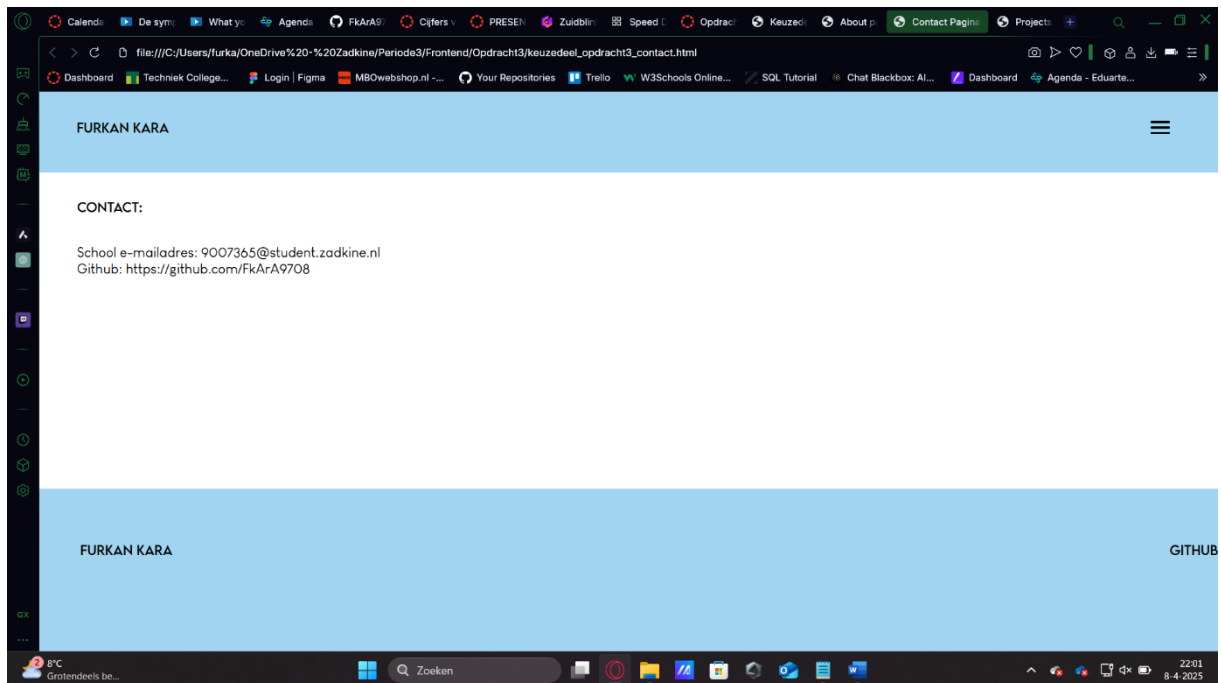 Calenda
De symp
What yo
Agenda
FkArA97
Cijfers v
PRESEN
Zuidblin
Speed D
Opdrach
Keuzede
About p
Contact Pagina
Projects
file:///C:/Users/furka/OneDrive%20-%20Zadkine/Periode3/Frontend/Opdracht3/keuzedeel_opdracht3_contact.html
Dashboard
Techniek College...
Login | Figma
MBOwebshop.nl -...
Your Repositories
Trello
W3Schools Online...
SQL Tutorial
Chat Blackbox: AI...
Dashboard
Agenda - Eduarte...
FURKAN KARA
CONTACT:
School e-mailadres: 9007365@student.zadkine.nl
Github: https://github.com/FkArA9708
FURKAN KARA
GITHUB
GX
2
8°C
Grotendeels be...
Zoeken
22:01
8-4-2025